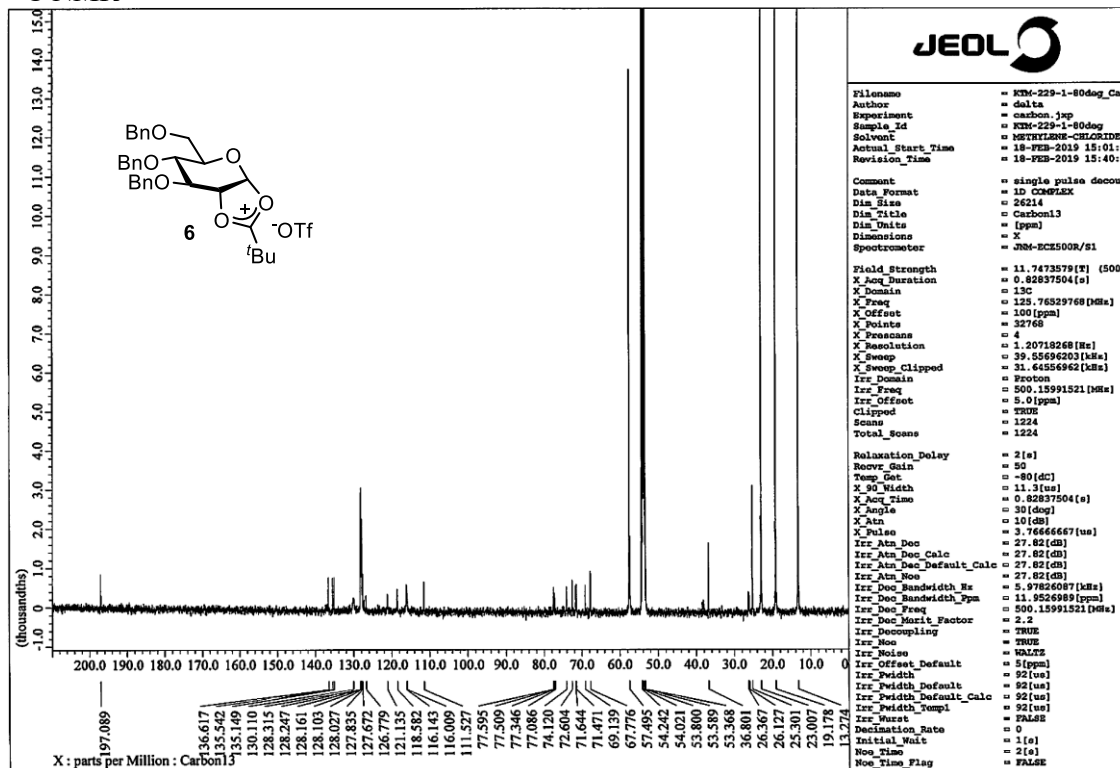 JEOL
15.0
14.0
13.0
12.0
11.0
10.0
9.0
8.0
7.0
6.0
5.0
4.0
3.0
2.0
1.0
0
-1.0
(thousandths)
BnO
BnO
BnO
O
O
O
+
-OTf
6
tBu
200.0 190.0 180.0 170.0 160.0 150.0 140.0 130.0 120.0 110.0 100.0 90.0 80.0 70.0 60.0 50.0 40.0 30.0 20.0 10.0 0
197.089
136.617
135.542
135.149
130.110
128.315
128.247
128.161
128.103
128.027
127.835
127.672
126.779
121.135
118.582
116.143
116.009
111.527
77.595
77.509
77.346
77.086
74.120
72.604
71.644
71.471
69.139
67.776
57.495
54.242
54.021
53.800
53.589
53.368
36.801
26.367
26.127
25.301
23.007
19.178
13.274
X : parts per Million : Carbon13
Filename = KTM-229-1-80deg_Ca
Author = delta
Experiment = carbon.jxp
Sample_Id = KTM-229-1-80deg
Solvent = METHYLENE-CHLORIDE
Actual_Start_Time = 18-FEB-2019 15:01:
Revision_Time = 18-FEB-2019 15:40:
Comment = single pulse decou
Data_Format = 1D COMPLEX
Dim_Size = 26214
Dim_Title = Carbon13
Dim_Units = [ppm]
Dimensions = X
Spectrometer = JNM-ECZ500R/S1
Field_Strength = 11.7473579[T] (500
X_Acq_Duration = 0.82837504[s]
X_Domain = 13C
X_Freq = 125.76529768[MHz]
X_Offset = 100[ppm]
X_Points = 32768
X_Prescans = 4
X_Resolution = 1.20718268[Hz]
X_Sweep = 39.55696203[kHz]
X_Sweep_Clipped = 31.64556962[kHz]
Irr_Domain = Proton
Irr_Freq = 500.15991521[MHz]
Irr_Offset = 5.0[ppm]
Clipped = TRUE
Scans = 1224
Total_Scans = 1224
Relaxation_Delay = 2[s]
Recvr_Gain = 50
Temp_Get = -80[dC]
X_90_Width = 11.3[us]
X_Acq_Time = 0.82837504[s]
X_Angle = 30[deg]
X_Atn = 10[dB]
X_Pulse = 3.76666667[us]
Irr_Atn_Dec = 27.82[dB]
Irr_Atn_Dec_Calc = 27.82[dB]
Irr_Atn_Dec_Default_Calc = 27.82[dB]
Irr_Atn_Noe = 27.82[dB]
Irr_Dec_Bandwidth_Hz = 5.97826087[kHz]
Irr_Dec_Bandwidth_Ppm = 11.9526989[ppm]
Irr_Dec_Freq = 500.15991521[MHz]
Irr_Dec_Merit_Factor = 2.2
Irr_Decoupling = TRUE
Irr_Noe = TRUE
Irr_Noise = WALTZ
Irr_Offset_Default = 5[ppm]
Irr_Pwidth = 92[us]
Irr_Pwidth_Default = 92[us]
Irr_Pwidth_Default_Calc = 92[us]
Irr_Pwidth_Temp1 = 92[us]
Irr_Wurst = FALSE
Decimation_Rate = 0
Initial_Wait = 1[s]
Noe_Time = 2[s]
Noe_Time_Flag = FALSE